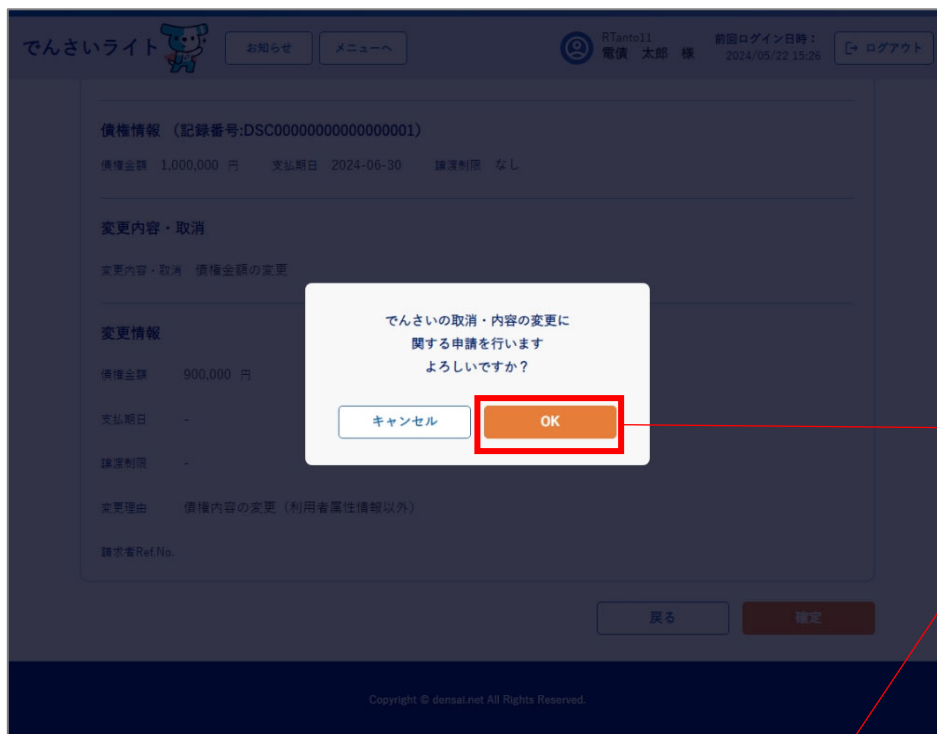 でんさいライト お知らせ メニューへ RTanto11 前回ログイン日時：
電債 太郎 様 2024/05/22 15:26 ログアウト
債権情報 （記録番号:DSC00000000000000001）
債権金額 1,000,000 円 支払期日 2024-06-30 譲渡制限 なし
変更内容・取消
変更内容・取消 債権金額の変更
でんさいの取消・内容の変更に
関する申請を行います
よろしいですか？
キャンセル OK
変更情報
債権金額 900,000 円
支払期日 -
譲渡制限 -
変更理由 債権内容の変更（利用者属性情報以外）
請求者Ref.No.
戻る 確定
Copyright © densai.net All Rights Reserved.